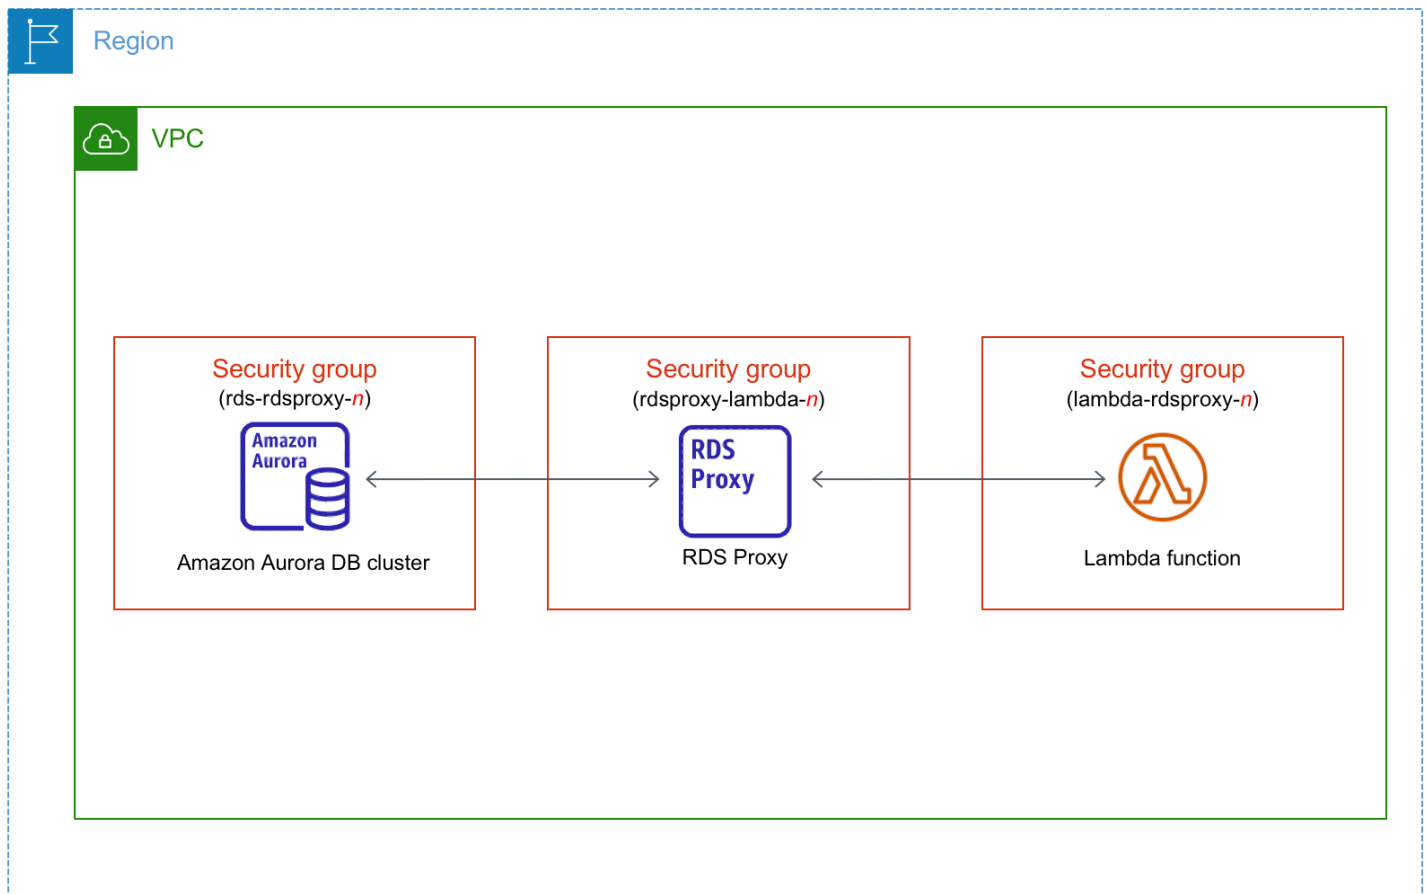 Region
VPC
Security group
(rds-rdsproxy-n)
Amazon
Aurora
Amazon Aurora DB cluster
Security group
(rdsproxy-lambda-n)
RDS
Proxy
RDS Proxy
Security group
(lambda-rdsproxy-n)
Lambda function